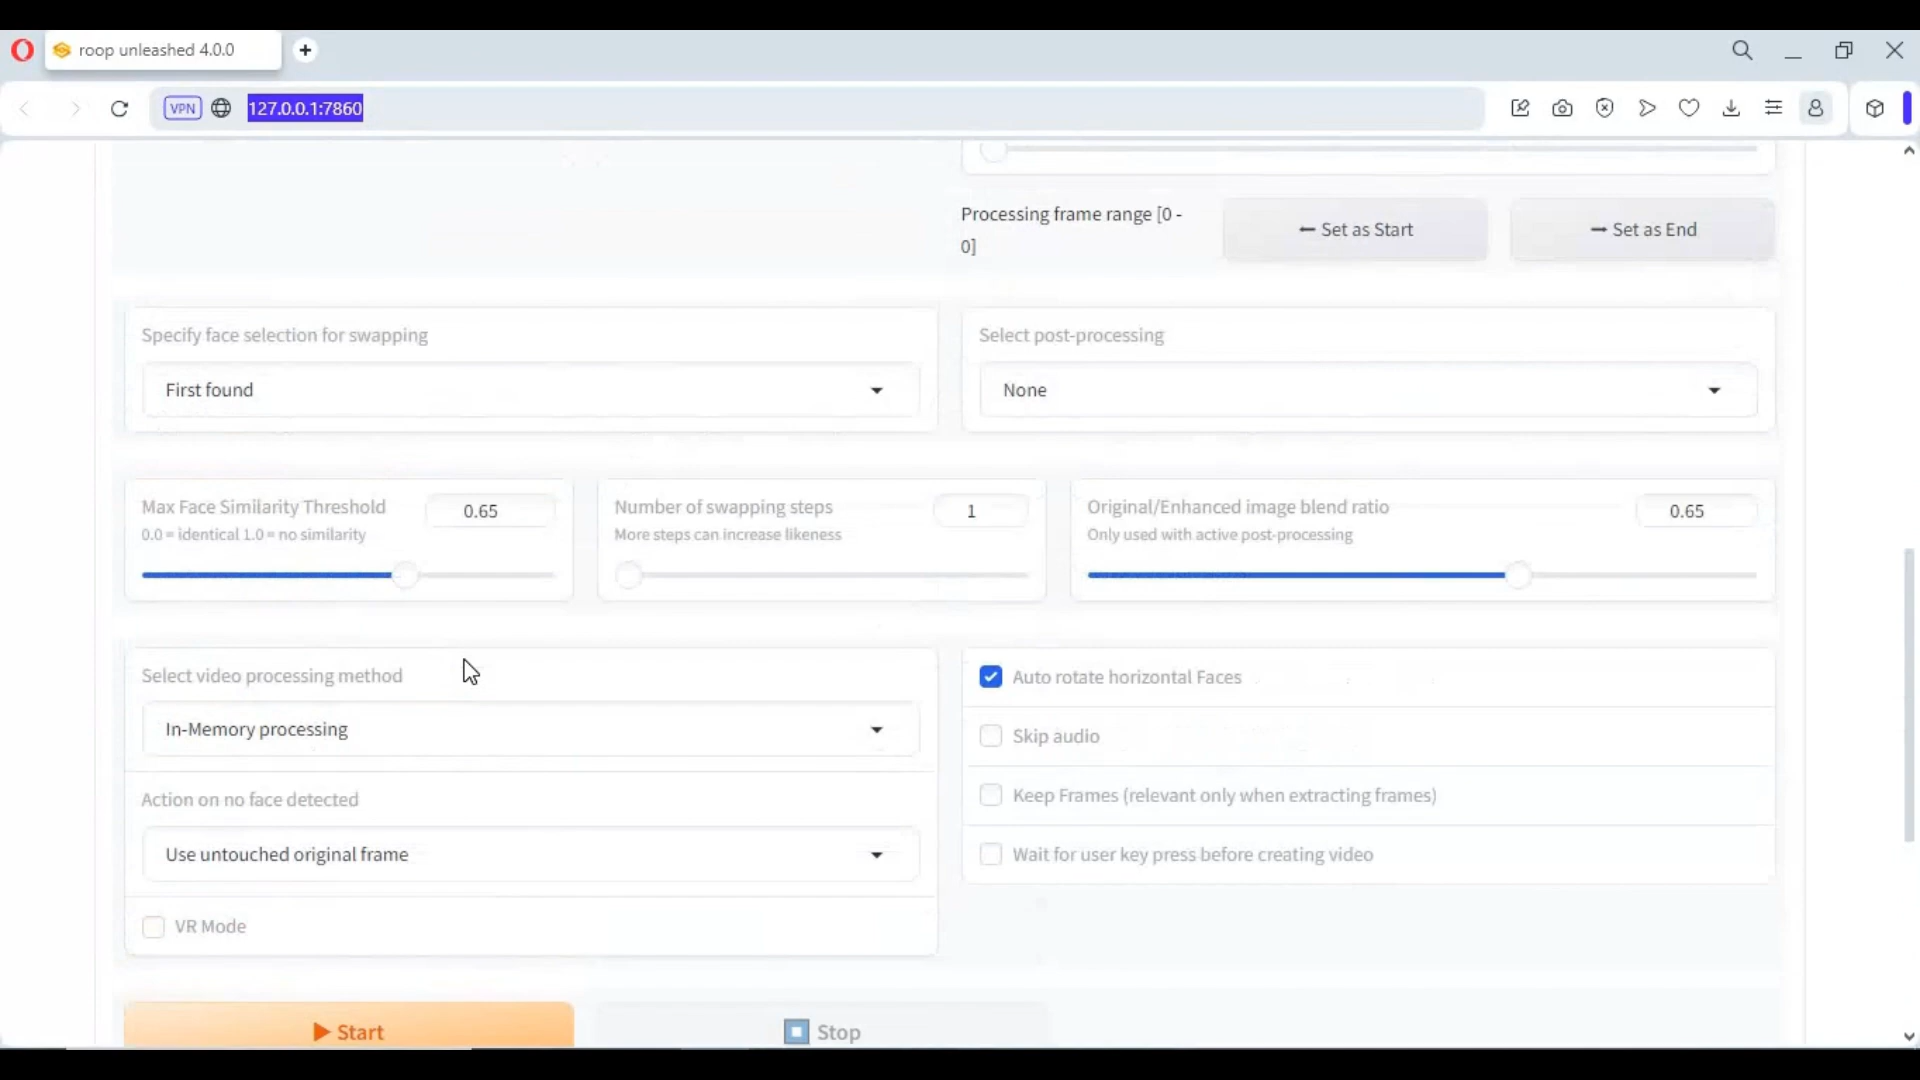 roop unleashed 4.0.0
VPN
127.0.0.1:7860
Processing frame range [0 -
0]
Set as Start
Set as End
Specify face selection for swapping
First found
Select post-processing
None
Max Face Similarity Threshold
0.65
0.0 = identical 1.0 = no similarity
Number of swapping steps
1
More steps can increase likeness
Original/Enhanced image blend ratio
0.65
Only used with active post-processing
Select video processing method
In-Memory processing
Action on no face detected
Use untouched original frame
VR Mode
Auto rotate horizontal Faces
Skip audio
Keep Frames (relevant only when extracting frames)
Wait for user key press before creating video
Start
Stop